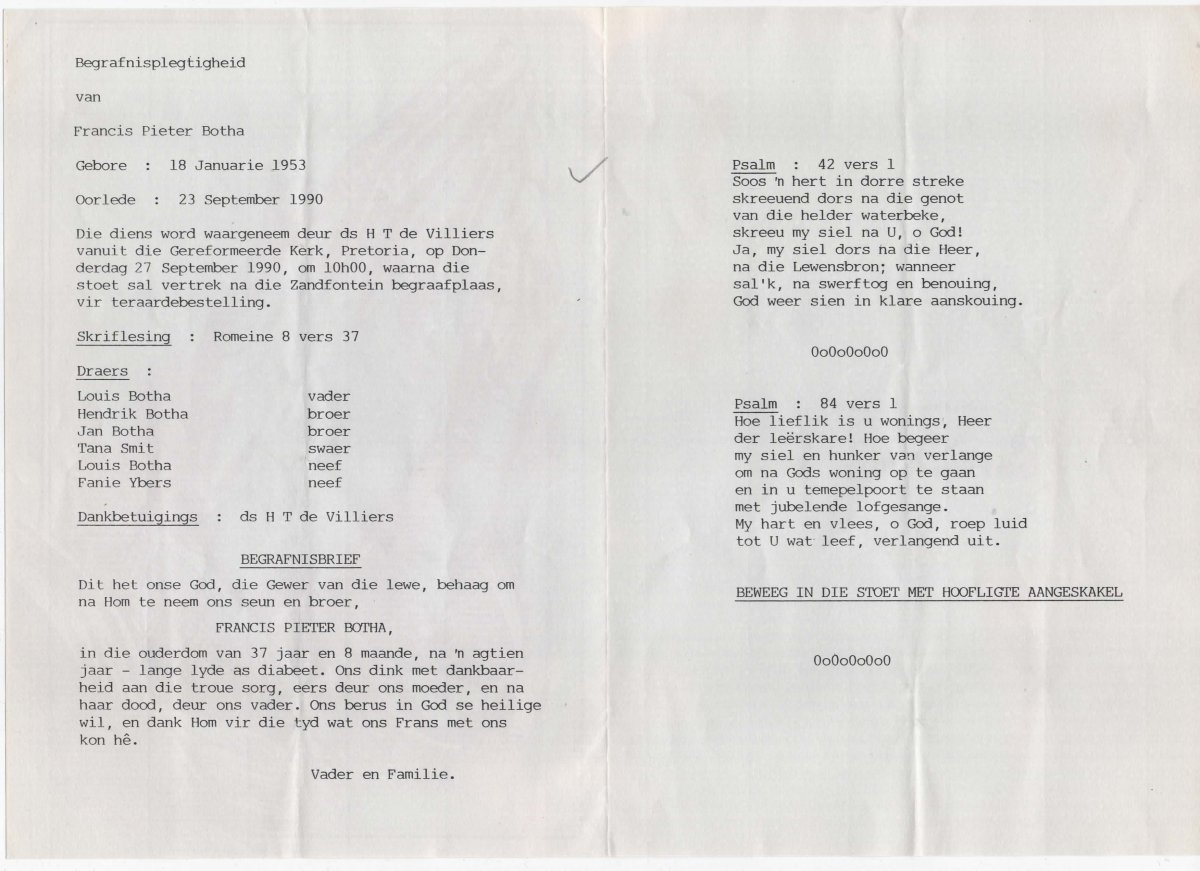 Begrafnisplegtigheid
van
Francis Pieter Botha
Gebore : 18 Januarie 1953
Oorlede : 23 September 1990
Die diens word waargeneem deur ds H T de Villiers
vanuit die Gereformeerde Kerk, Pretoria, op Don-
derdag 27 September 1990, om 10h00, waarna die
stoet sal vertrek na die Zandfontein begraafplaas,
vir teraardebestelling.
Skriflesing : Romeine 8 vers 37
Draers :
Louis Botha vader
Hendrik Botha broer
Jan Botha broer
Tana Smit swaer
Louis Botha neef
Fanie Ybers neef
Dankbetuigings : ds H T de Villiers
BEGRAFNISBRIEF
Dit het onse God, die Gewer van die lewe, behaag om
na Hom te neem ons seun en broer,
FRANCIS PIETER BOTHA,
in die ouderdom van 37 jaar en 8 maande, na 'n agtien
jaar - lange lyde as diabeet. Ons dink met dankbaar-
heid aan die troue sorg, eers deur ons moeder, en na
haar dood, deur ons vader. Ons berus in God se heilige
wil, en dank Hom vir die tyd wat ons Frans met ons
kon hê.
Vader en Familie.
Psalm : 42 vers 1
Soos 'n hert in dorre streke
skreeuend dors na die genot
van die helder waterbeke,
skreeu my siel na U, o God!
Ja, my siel dors na die Heer,
na die Lewensbron; wanneer
sal'k, na swerftog en benouing,
God weer sien in klare aanskouing.
0o0o0o0o0
Psalm : 84 vers 1
Hoe lieflik is u wonings, Heer
der leërskare! Hoe begeer
my siel en hunker van verlange
om na Gods woning op te gaan
en in u temepelpoort te staan
met jubelende lofgesange.
My hart en vlees, o God, roep luid
tot U wat leef, verlangend uit.
BEWEEG IN DIE STOET MET HOOFLIGTE AANGESKAKEL
0o0o0o0o0